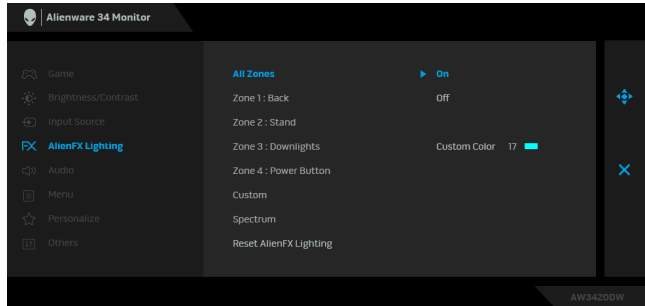 Alienware 34 Monitor
Game
All Zones On
Brightness/Contrast
Zone 1 : Back Off
Input Source
Zone 2 : Stand
FX AlienFX Lighting
Zone 3 : Downlights Custom Color 17
Audio
Zone 4 : Power Button
Menu
Custom
Personalize
Spectrum
Others
Reset AlienFX Lighting
AW3420DW